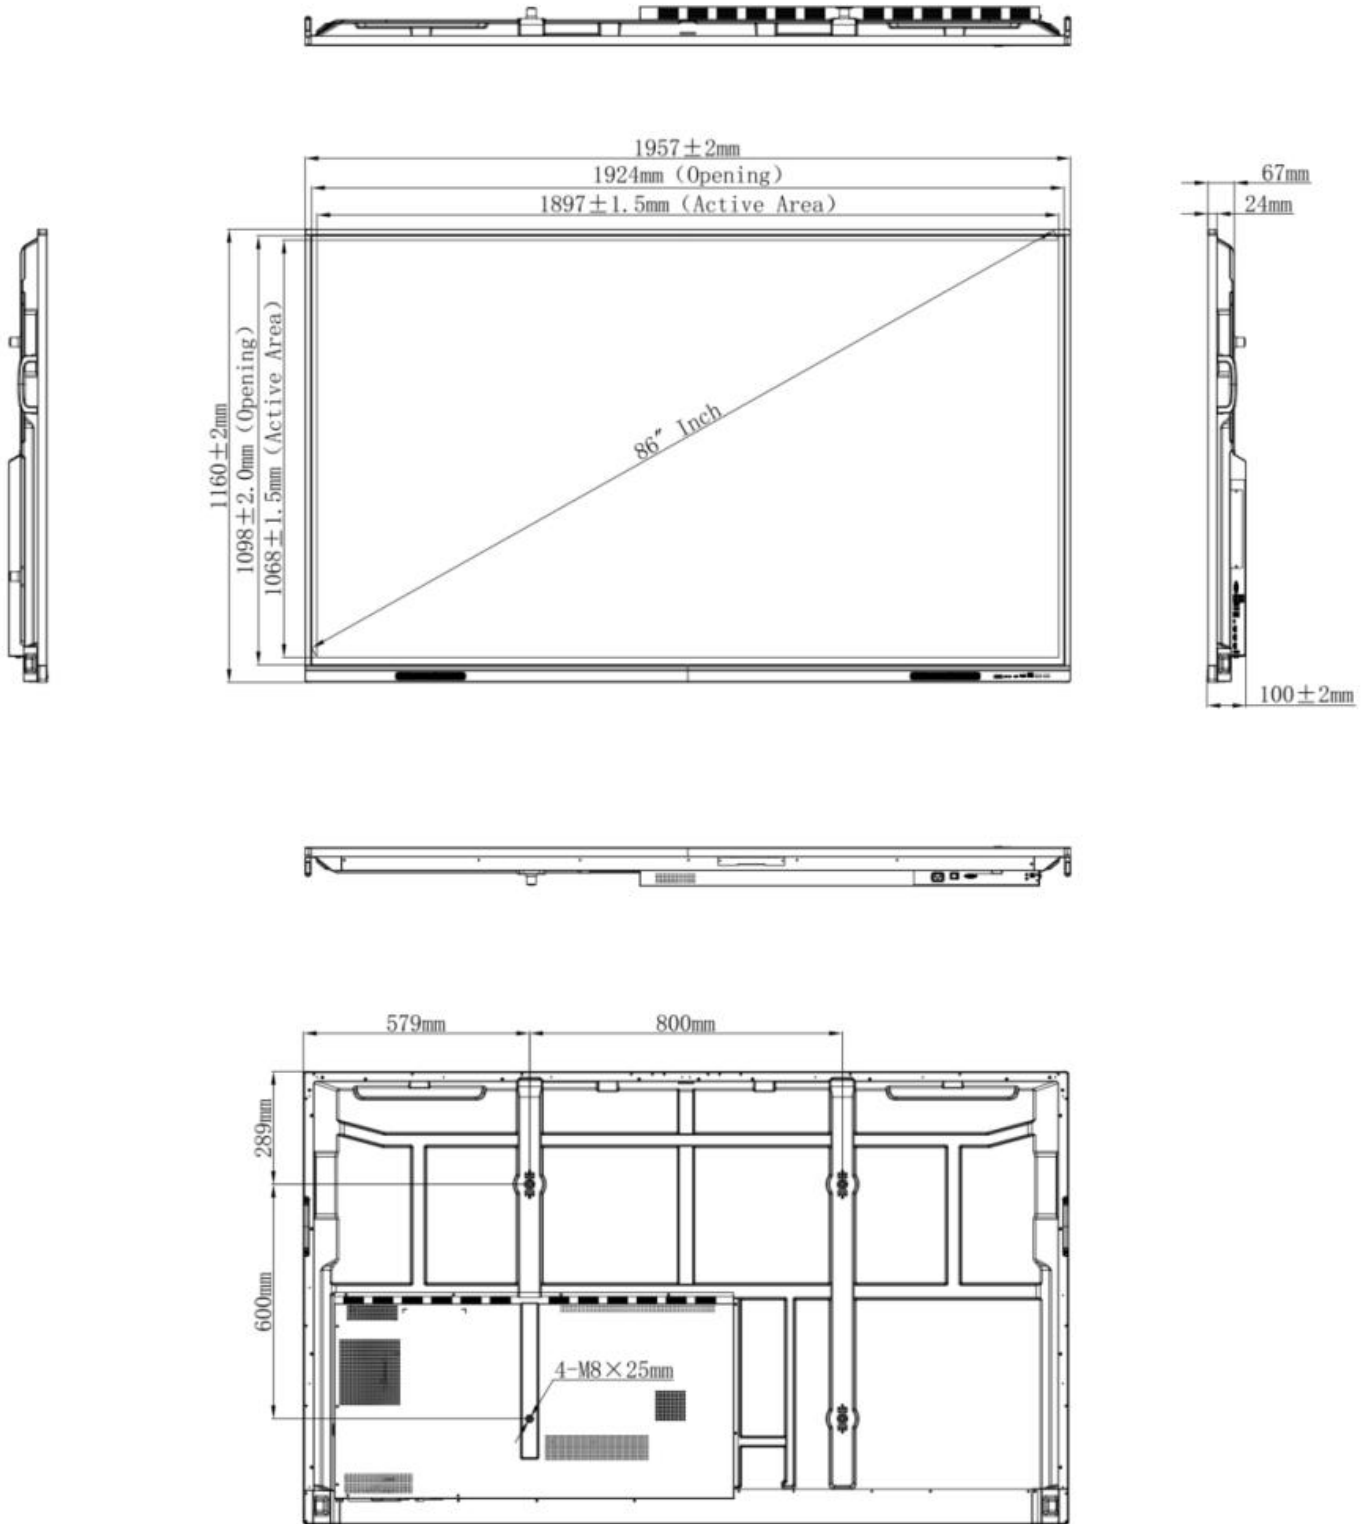 1957±2mm
1924mm (Opening)
1897±1.5mm (Active Area)
67mm
24mm
1160±2mm
1098±2.0mm (Opening)
1068±1.5mm (Active Area)
86″ Inch
100±2mm
579mm
800mm
289mm
600mm
4-M8×25mm